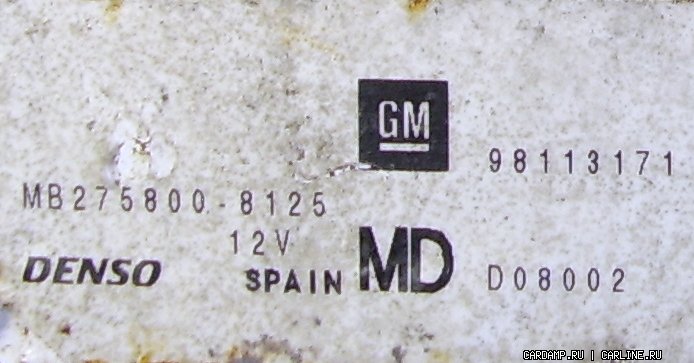 GM
98113171
MB275800-8125
12V
DENSO SPAIN MD D08002
CARDAMP.RU | CARLINE.RU